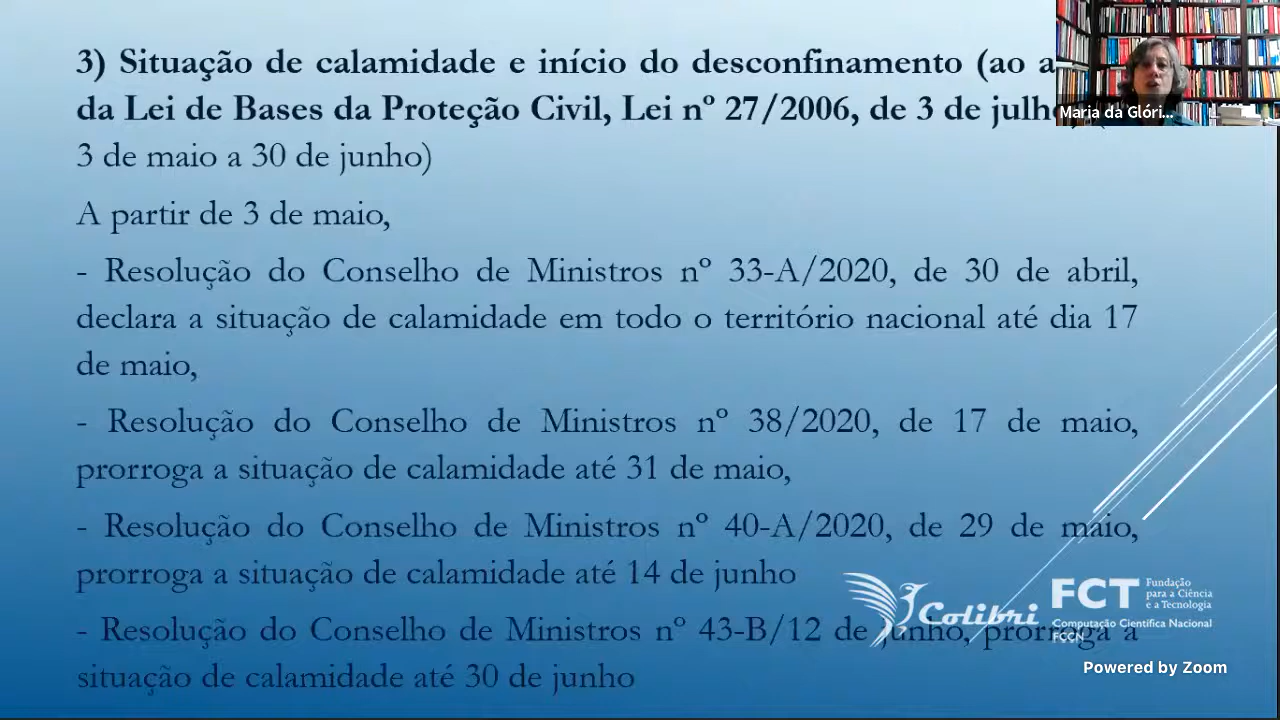 3) Situação de calamidade e início do desconfinamento (ao a
da Lei de Bases da Proteção Civil, Lei nº 27/2006, de 3 de julho
3 de maio a 30 de junho)
A partir de 3 de maio,
- Resolução do Conselho de Ministros nº 33-A/2020, de 30 de abril,
declara a situação de calamidade em todo o território nacional até dia 17
de maio,
- Resolução do Conselho de Ministros nº 38/2020, de 17 de maio,
prorroga a situação de calamidade até 31 de maio,
- Resolução do Conselho de Ministros nº 40-A/2020, de 29 de maio,
prorroga a situação de calamidade até 14 de junho
- Resolução do Conselho de Ministros nº 43-B/12 de junho, prorroga a
situação de calamidade até 30 de junho
Maria da Glóri...
Colibri
FCT Fundação
para a Ciência
e a Tecnologia
Computação Científica Nacional
FCCN
Powered by Zoom